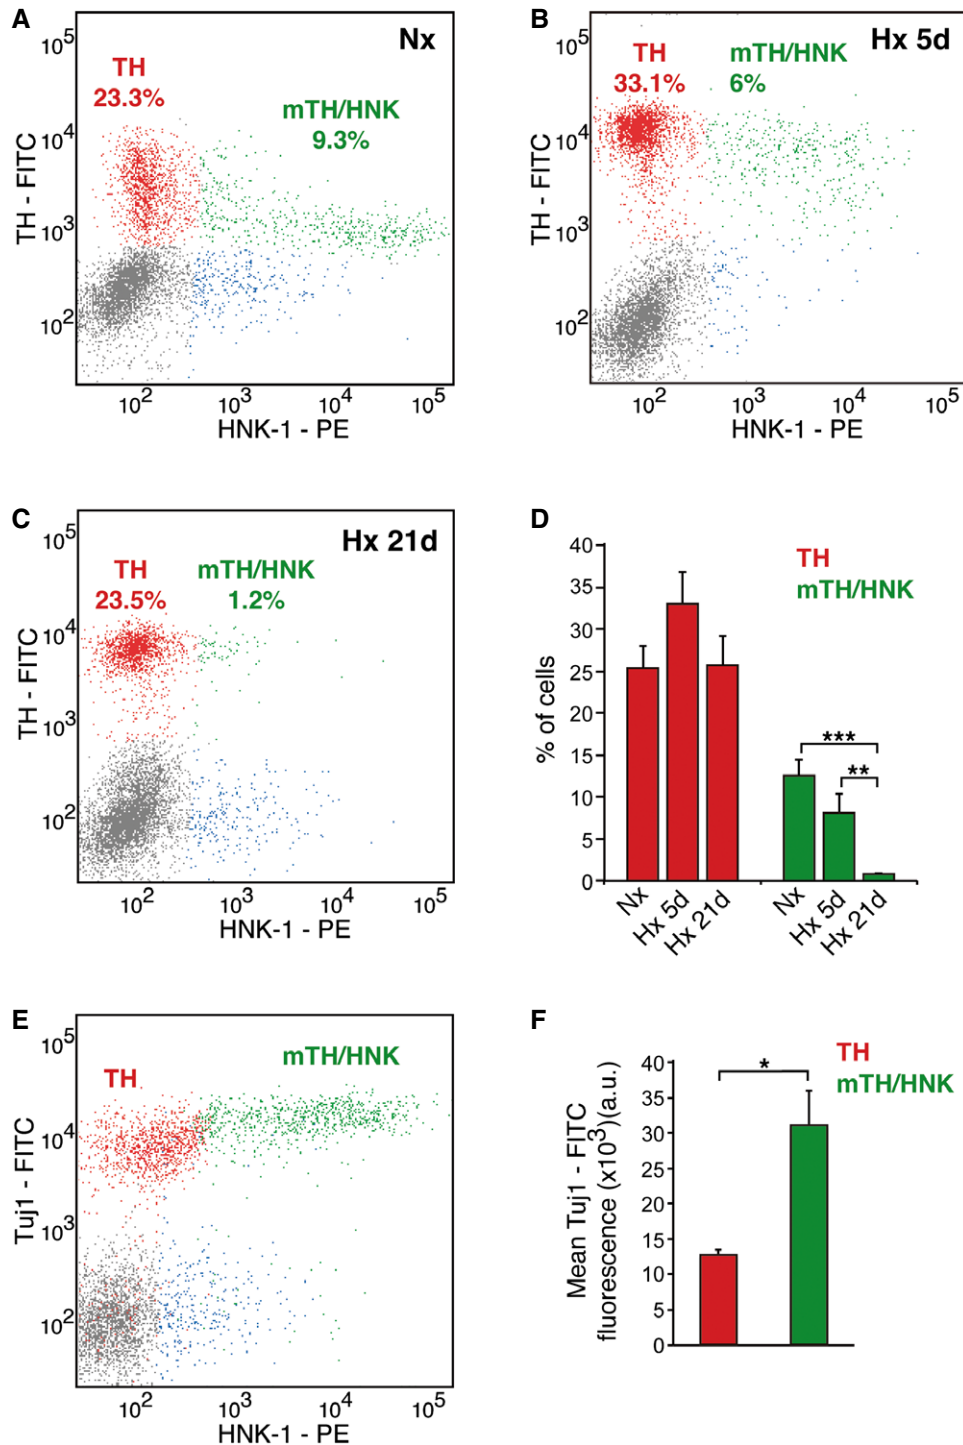 A
Nx
TH
23.3%
mTH/HNK
9.3%
10^5
10^4
10^3
10^2
TH - FITC
10^2 10^3 10^4 10^5
HNK-1 - PE
B
Hx 5d
TH
33.1%
mTH/HNK
6%
10^5
10^4
10^3
10^2
TH - FITC
10^2 10^3 10^4 10^5
HNK-1 - PE
C
Hx 21d
TH
23.5%
mTH/HNK
1.2%
10^5
10^4
10^3
10^2
TH - FITC
10^2 10^3 10^4 10^5
HNK-1 - PE
D
TH
mTH/HNK
40
35
30
25
20
15
10
5
0
% of cells
***
**
Nx Hx 5d Hx 21d Nx Hx 5d Hx 21d
E
TH
mTH/HNK
10^5
10^4
10^3
10^2
Tuj1 - FITC
10^2 10^3 10^4 10^5
HNK-1 - PE
F
TH
mTH/HNK
*
40
35
30
25
20
15
10
5
0
Mean Tuj1 - FITC
fluorescence (x10^3)(a.u.)